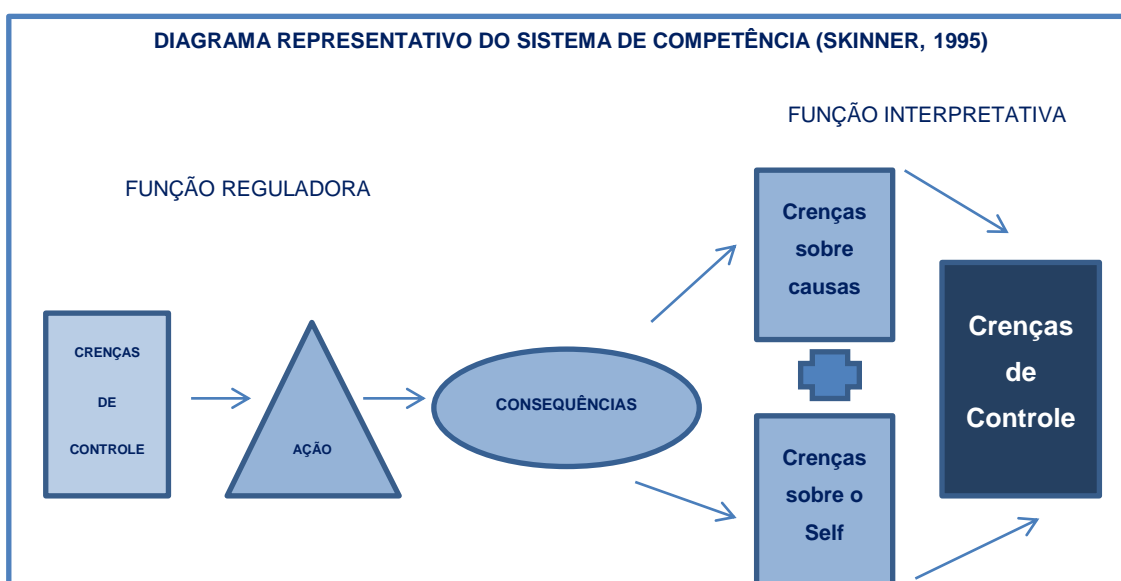 DIAGRAMA REPRESENTATIVO DO SISTEMA DE COMPETÊNCIA (SKINNER, 1995)
FUNÇÃO INTERPRETATIVA
FUNÇÃO REGULADORA
CRENÇAS
DE
CONTROLE
AÇÃO
CONSEQUÊNCIAS
Crenças
sobre
causas
Crenças
sobre o
Self
Crenças
de
Controle